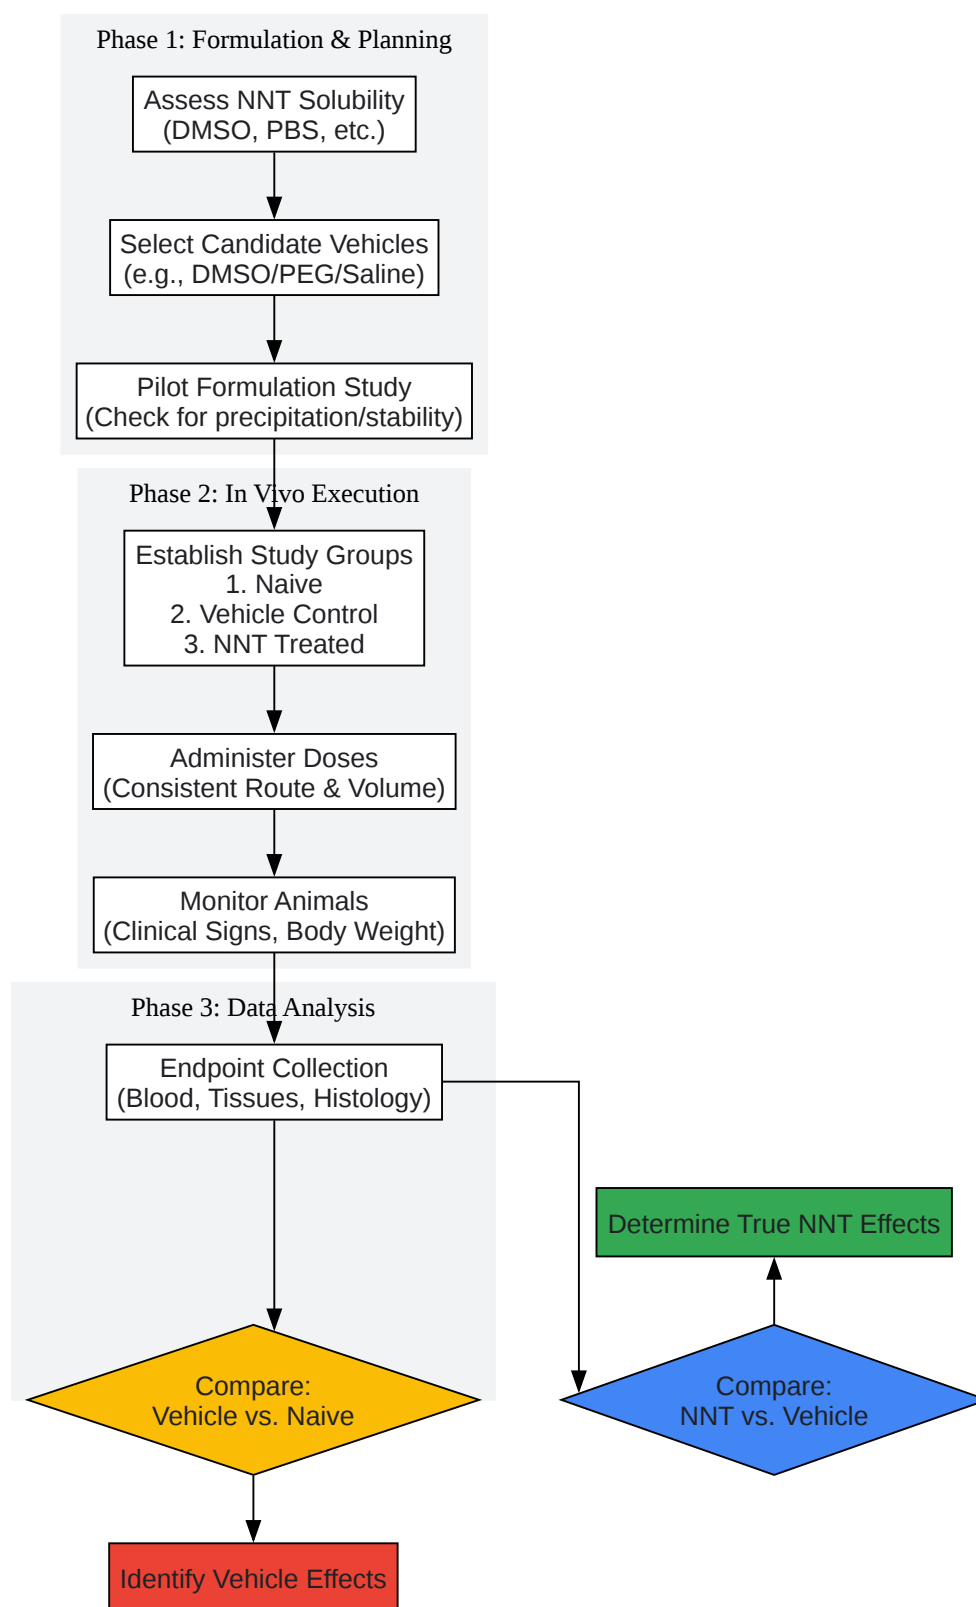 Phase 1: Formulation & Planning
Assess NNT Solubility
(DMSO, PBS, etc.)
Select Candidate Vehicles
(e.g., DMSO/PEG/Saline)
Pilot Formulation Study
(Check for precipitation/stability)
Phase 2: In Vivo Execution
Establish Study Groups
1. Naive
2. Vehicle Control
3. NNT Treated
Administer Doses
(Consistent Route & Volume)
Monitor Animals
(Clinical Signs, Body Weight)
Phase 3: Data Analysis
Endpoint Collection
(Blood, Tissues, Histology)
Determine True NNT Effects
Compare:
Vehicle vs. Naive
Compare:
NNT vs. Vehicle
Identify Vehicle Effects